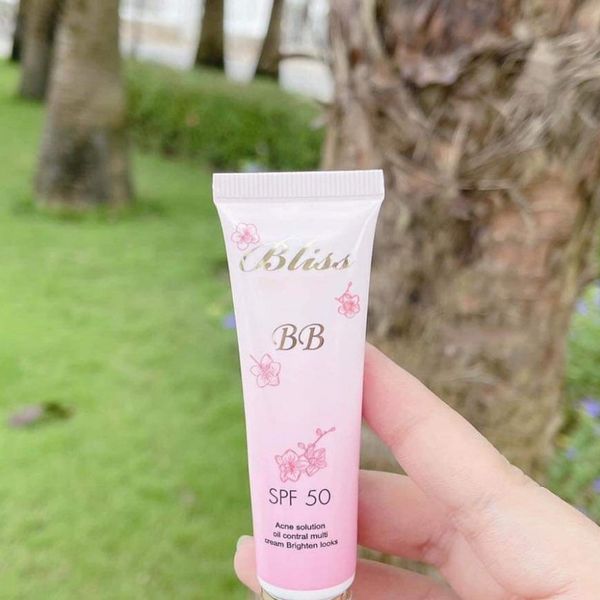 Bliss
BB
SPF 50
Acne solution
oil contral multi
cream Brighten looks